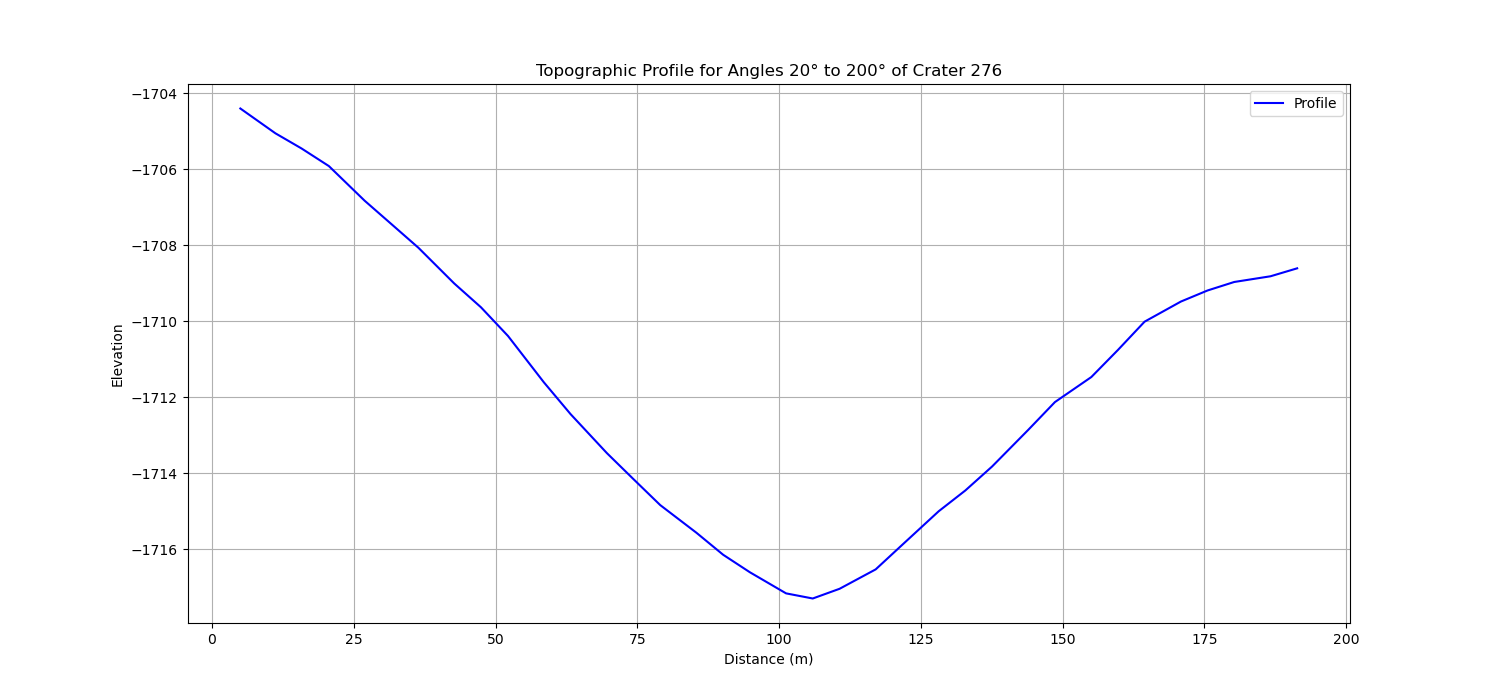 Topographic Profile for Angles 20° to 200° of Crater 276
Profile
Elevation
−1704
−1706
−1708
−1710
−1712
−1714
−1716
0 25 50 75 100 125 150 175 200
Distance (m)